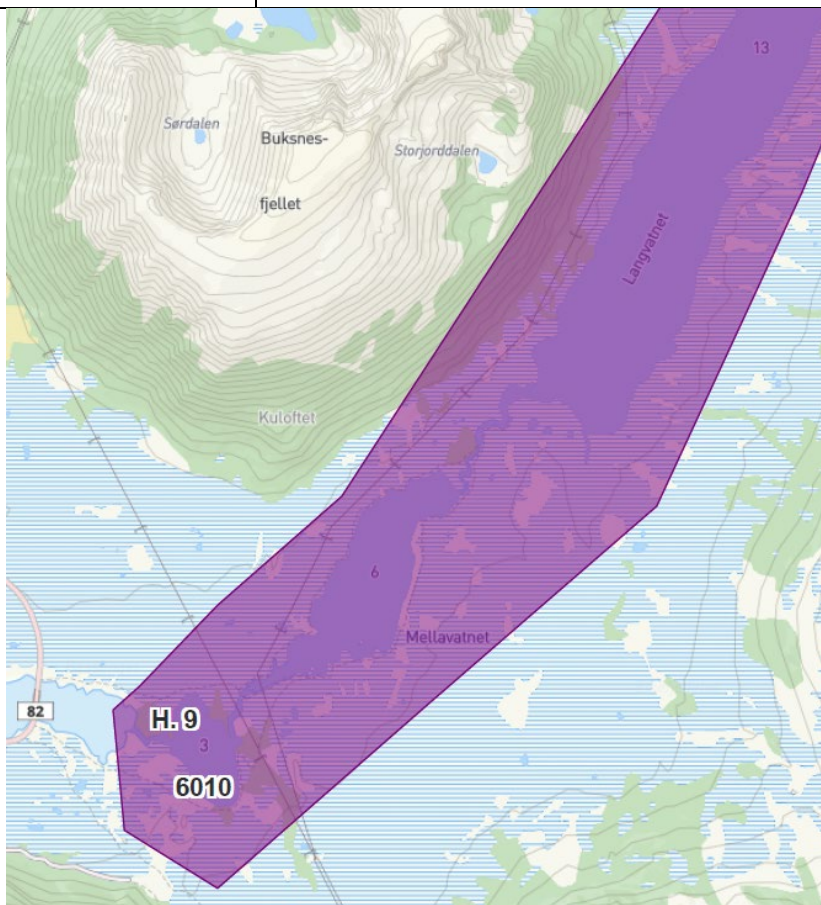 13
Sørdalen
Buksnes-
Storjorddalen
fjellet
Langvatnet
Kuloftet
6
Mellavatnet
82
H. 9
3
6010